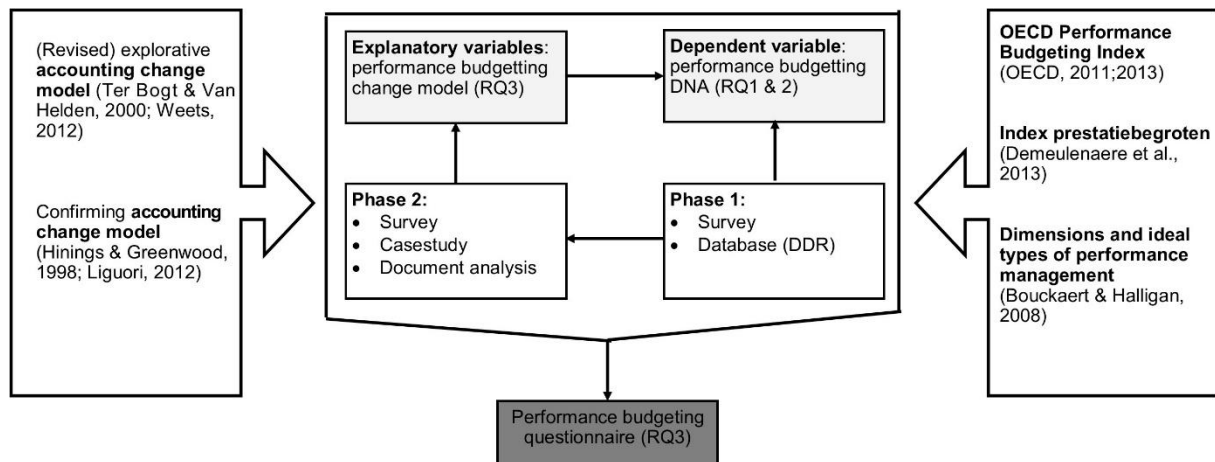 (Revised) explorative
accounting change
model (Ter Bogt & Van
Helden, 2000; Weets,
2012)
Confirming accounting
change model
(Hinings & Greenwood,
1998; Liguori, 2012)
Explanatory variables:
performance budgetting
change model (RQ3)
Dependent variable:
performance budgetting
DNA (RQ1 & 2)
Phase 2:
• Survey
• Casestudy
• Document analysis
Phase 1:
• Survey
• Database (DDR)
OECD Performance
Budgeting Index
(OECD, 2011;2013)
Index prestatiebegroten
(Demeulenaere et al.,
2013)
Dimensions and ideal
types of performance
management
(Bouckaert & Halligan,
2008)
Performance budgeting
questionnaire (RQ3)